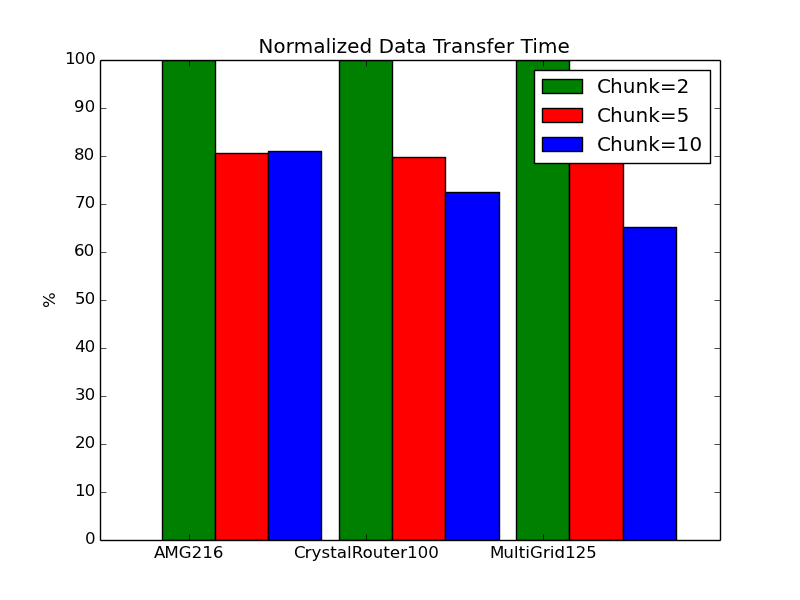 Normalized Data Transfer Time
100
90
80
70
60
50
40
30
20
10
0
%
Chunk=2
Chunk=5
Chunk=10
AMG216
CrystalRouter100
MultiGrid125